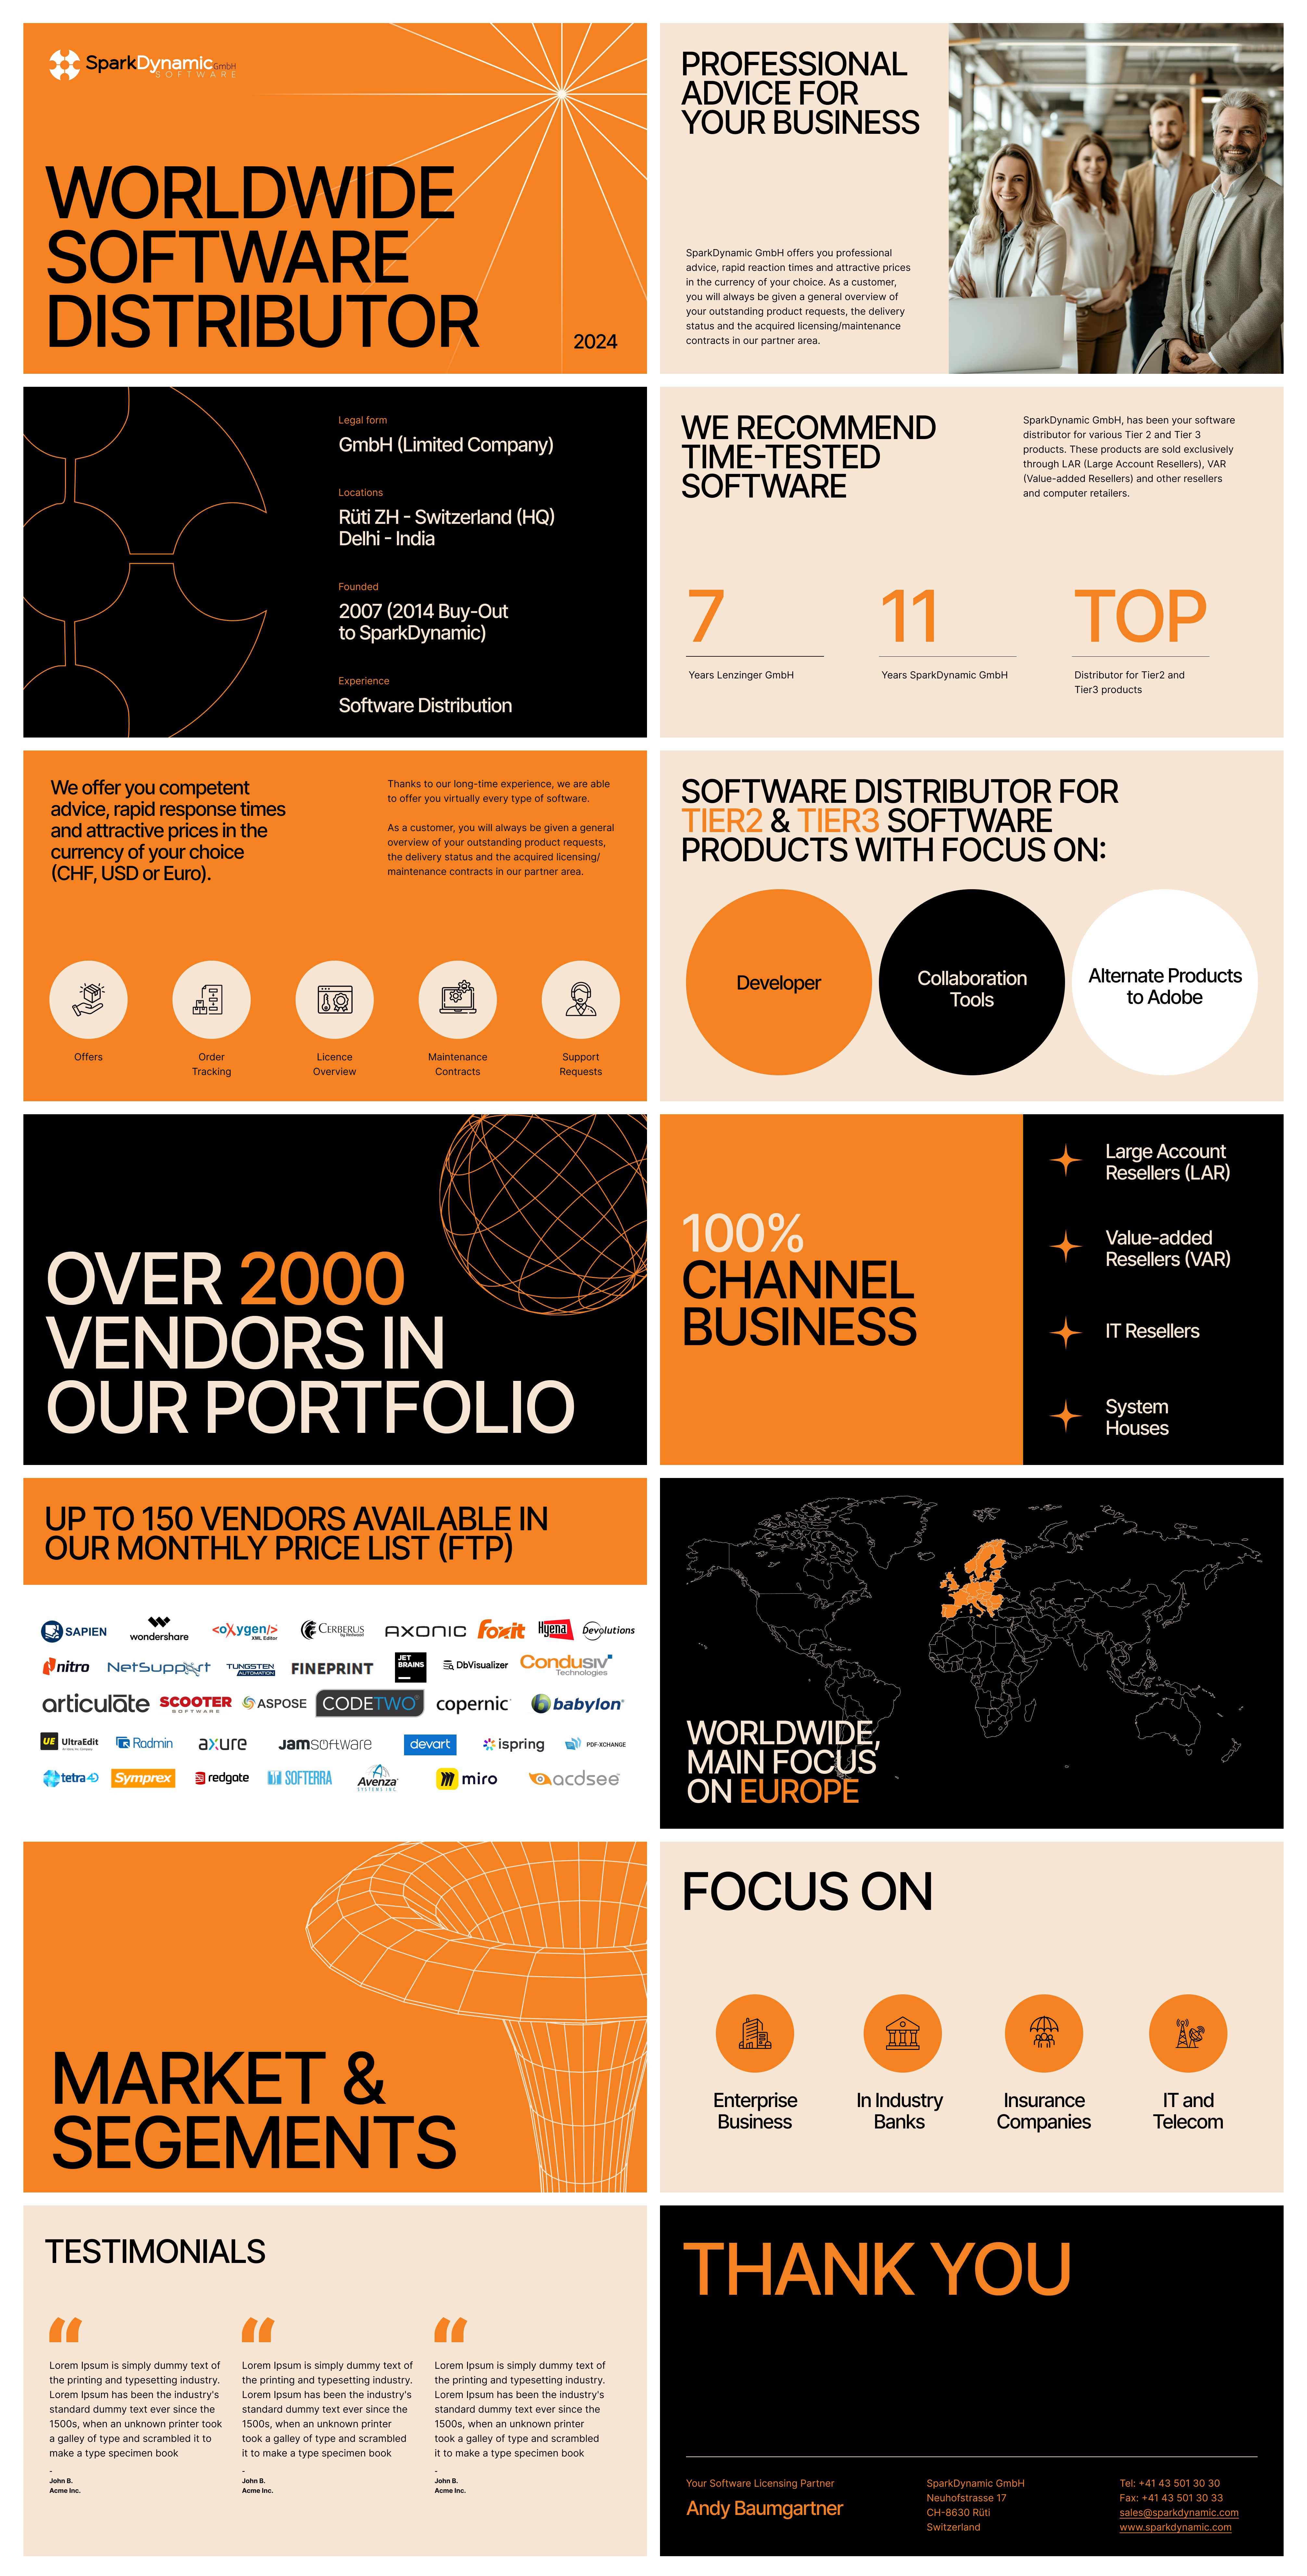 SparkDynamic GmbH
SOFTWARE
WORLDWIDE
SOFTWARE
DISTRIBUTOR
2024
PROFESSIONAL
ADVICE FOR
YOUR BUSINESS
SparkDynamic GmbH offers you professional
advice, rapid reaction times and attractive prices
in the currency of your choice. As a customer,
you will always be given a general overview of
your outstanding product requests, the delivery
status and the acquired licensing/maintenance
contracts in our partner area.
Legal form
GmbH (Limited Company)
Locations
Rüti ZH - Switzerland (HQ)
Delhi - India
Founded
2007 (2014 Buy-Out
to SparkDynamic)
Experience
Software Distribution
WE RECOMMEND
TIME-TESTED
SOFTWARE
SparkDynamic GmbH, has been your software
distributor for various Tier 2 and Tier 3
products. These products are sold exclusively
through LAR (Large Account Resellers), VAR
(Value-added Resellers) and other resellers
and computer retailers.
7
Years Lenzinger GmbH
11
Years SparkDynamic GmbH
TOP
Distributor for Tier2 and
Tier3 products
We offer you competent
advice, rapid response times
and attractive prices in the
currency of your choice
(CHF, USD or Euro).
Thanks to our long-time experience, we are able
to offer you virtually every type of software.
As a customer, you will always be given a general
overview of your outstanding product requests,
the delivery status and the acquired licensing/
maintenance contracts in our partner area.
Offers
Order
Tracking
Licence
Overview
Maintenance
Contracts
Support
Requests
SOFTWARE DISTRIBUTOR FOR
TIER2 & TIER3 SOFTWARE
PRODUCTS WITH FOCUS ON:
Developer
Collaboration
Tools
Alternate Products
to Adobe
OVER 2000
VENDORS IN
OUR PORTFOLIO
100%
CHANNEL
BUSINESS
Large Account
Resellers (LAR)
Value-added
Resellers (VAR)
IT Resellers
System
Houses
UP TO 150 VENDORS AVAILABLE IN
OUR MONTHLY PRICE LIST (FTP)
SAPIEN
wondershare
<oXygen/>
XML Editor
CERBERUS
AXONIC
foxit
Hyena
Devolutions
nitro
NetSupport
TUNGSTEN
AUTOMATION
FINEPRINT
JET
BRAINS
DbVisualizer
Condusiv
Technologies
articulate
SCOOTER
SOFTWARE
ASPOSE
CODETWO
copernic
babylon
UE UltraEdit
Radmin
axure
Jamsoftware
devart
ispring
PDF-XCHANGE
tetra4D
Symprex
redgate
SOFTERRA
Avenza
SYSTEMS INC.
miro
acdsee
WORLDWIDE,
MAIN FOCUS
ON EUROPE
MARKET &
SEGEMENTS
FOCUS ON
Enterprise
Business
In Industry
Banks
Insurance
Companies
IT and
Telecom
TESTIMONIALS
“
Lorem Ipsum is simply dummy text of
the printing and typesetting industry.
Lorem Ipsum has been the industry's
standard dummy text ever since the
1500s, when an unknown printer took
a galley of type and scrambled it to
make a type specimen book
-
John B.
Acme Inc.
“
Lorem Ipsum is simply dummy text of
the printing and typesetting industry.
Lorem Ipsum has been the industry's
standard dummy text ever since the
1500s, when an unknown printer
took a galley of type and scrambled
it to make a type specimen book
-
John B.
Acme Inc.
“
Lorem Ipsum is simply dummy text of
the printing and typesetting industry.
Lorem Ipsum has been the industry's
standard dummy text ever since the
1500s, when an unknown printer
took a galley of type and scrambled
it to make a type specimen book
-
John B.
Acme Inc.
THANK YOU
Your Software Licensing Partner
Andy Baumgartner
SparkDynamic GmbH
Neuhofstrasse 17
CH-8630 Rüti
Switzerland
Tel: +41 43 501 30 30
Fax: +41 43 501 30 33
sales@sparkdynamic.com
www.sparkdynamic.com